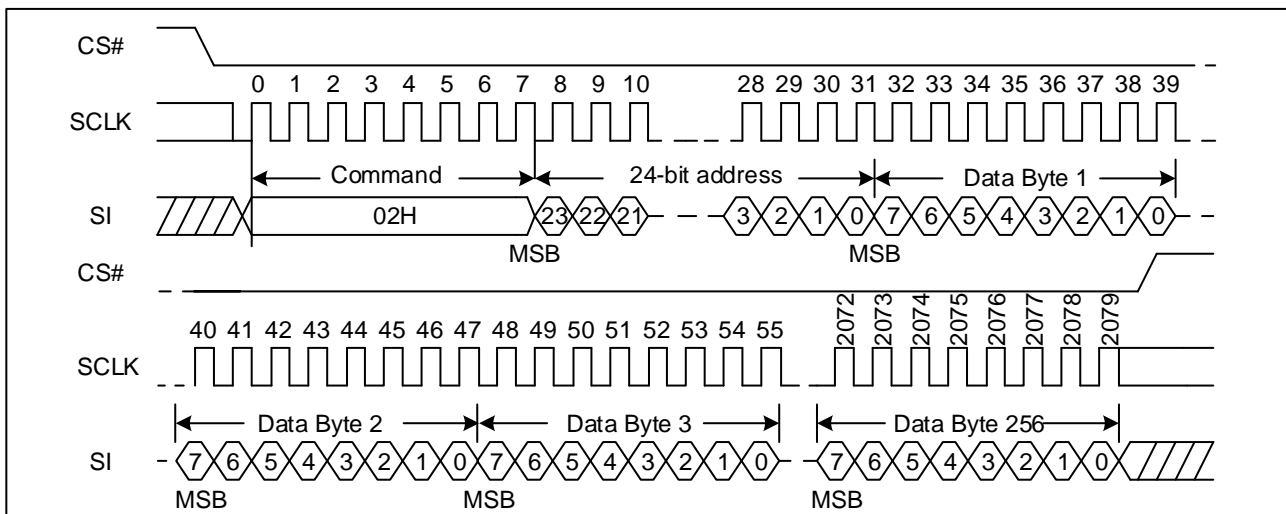 CS#
0 1 2 3 4 5 6 7 8 9 10 28 29 30 31 32 33 34 35 36 37 38 39
SCLK
Command 24-bit address Data Byte 1
SI 02H 23 22 21 3 2 1 0 7 6 5 4 3 2 1 0
MSB MSB
CS#
40 41 42 43 44 45 46 47 48 49 50 51 52 53 54 55 2072 2073 2074 2075 2076 2077 2078 2079
SCLK
Data Byte 2 Data Byte 3 Data Byte 256
SI 7 6 5 4 3 2 1 0 7 6 5 4 3 2 1 0 7 6 5 4 3 2 1 0
MSB MSB MSB